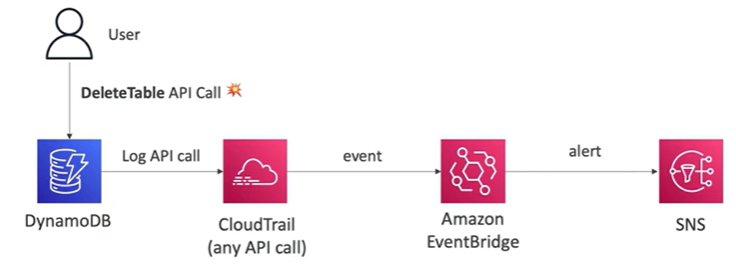 User
DeleteTable API Call
Log API call
event
alert
DynamoDB
CloudTrail
(any API call)
Amazon
EventBridge
SNS